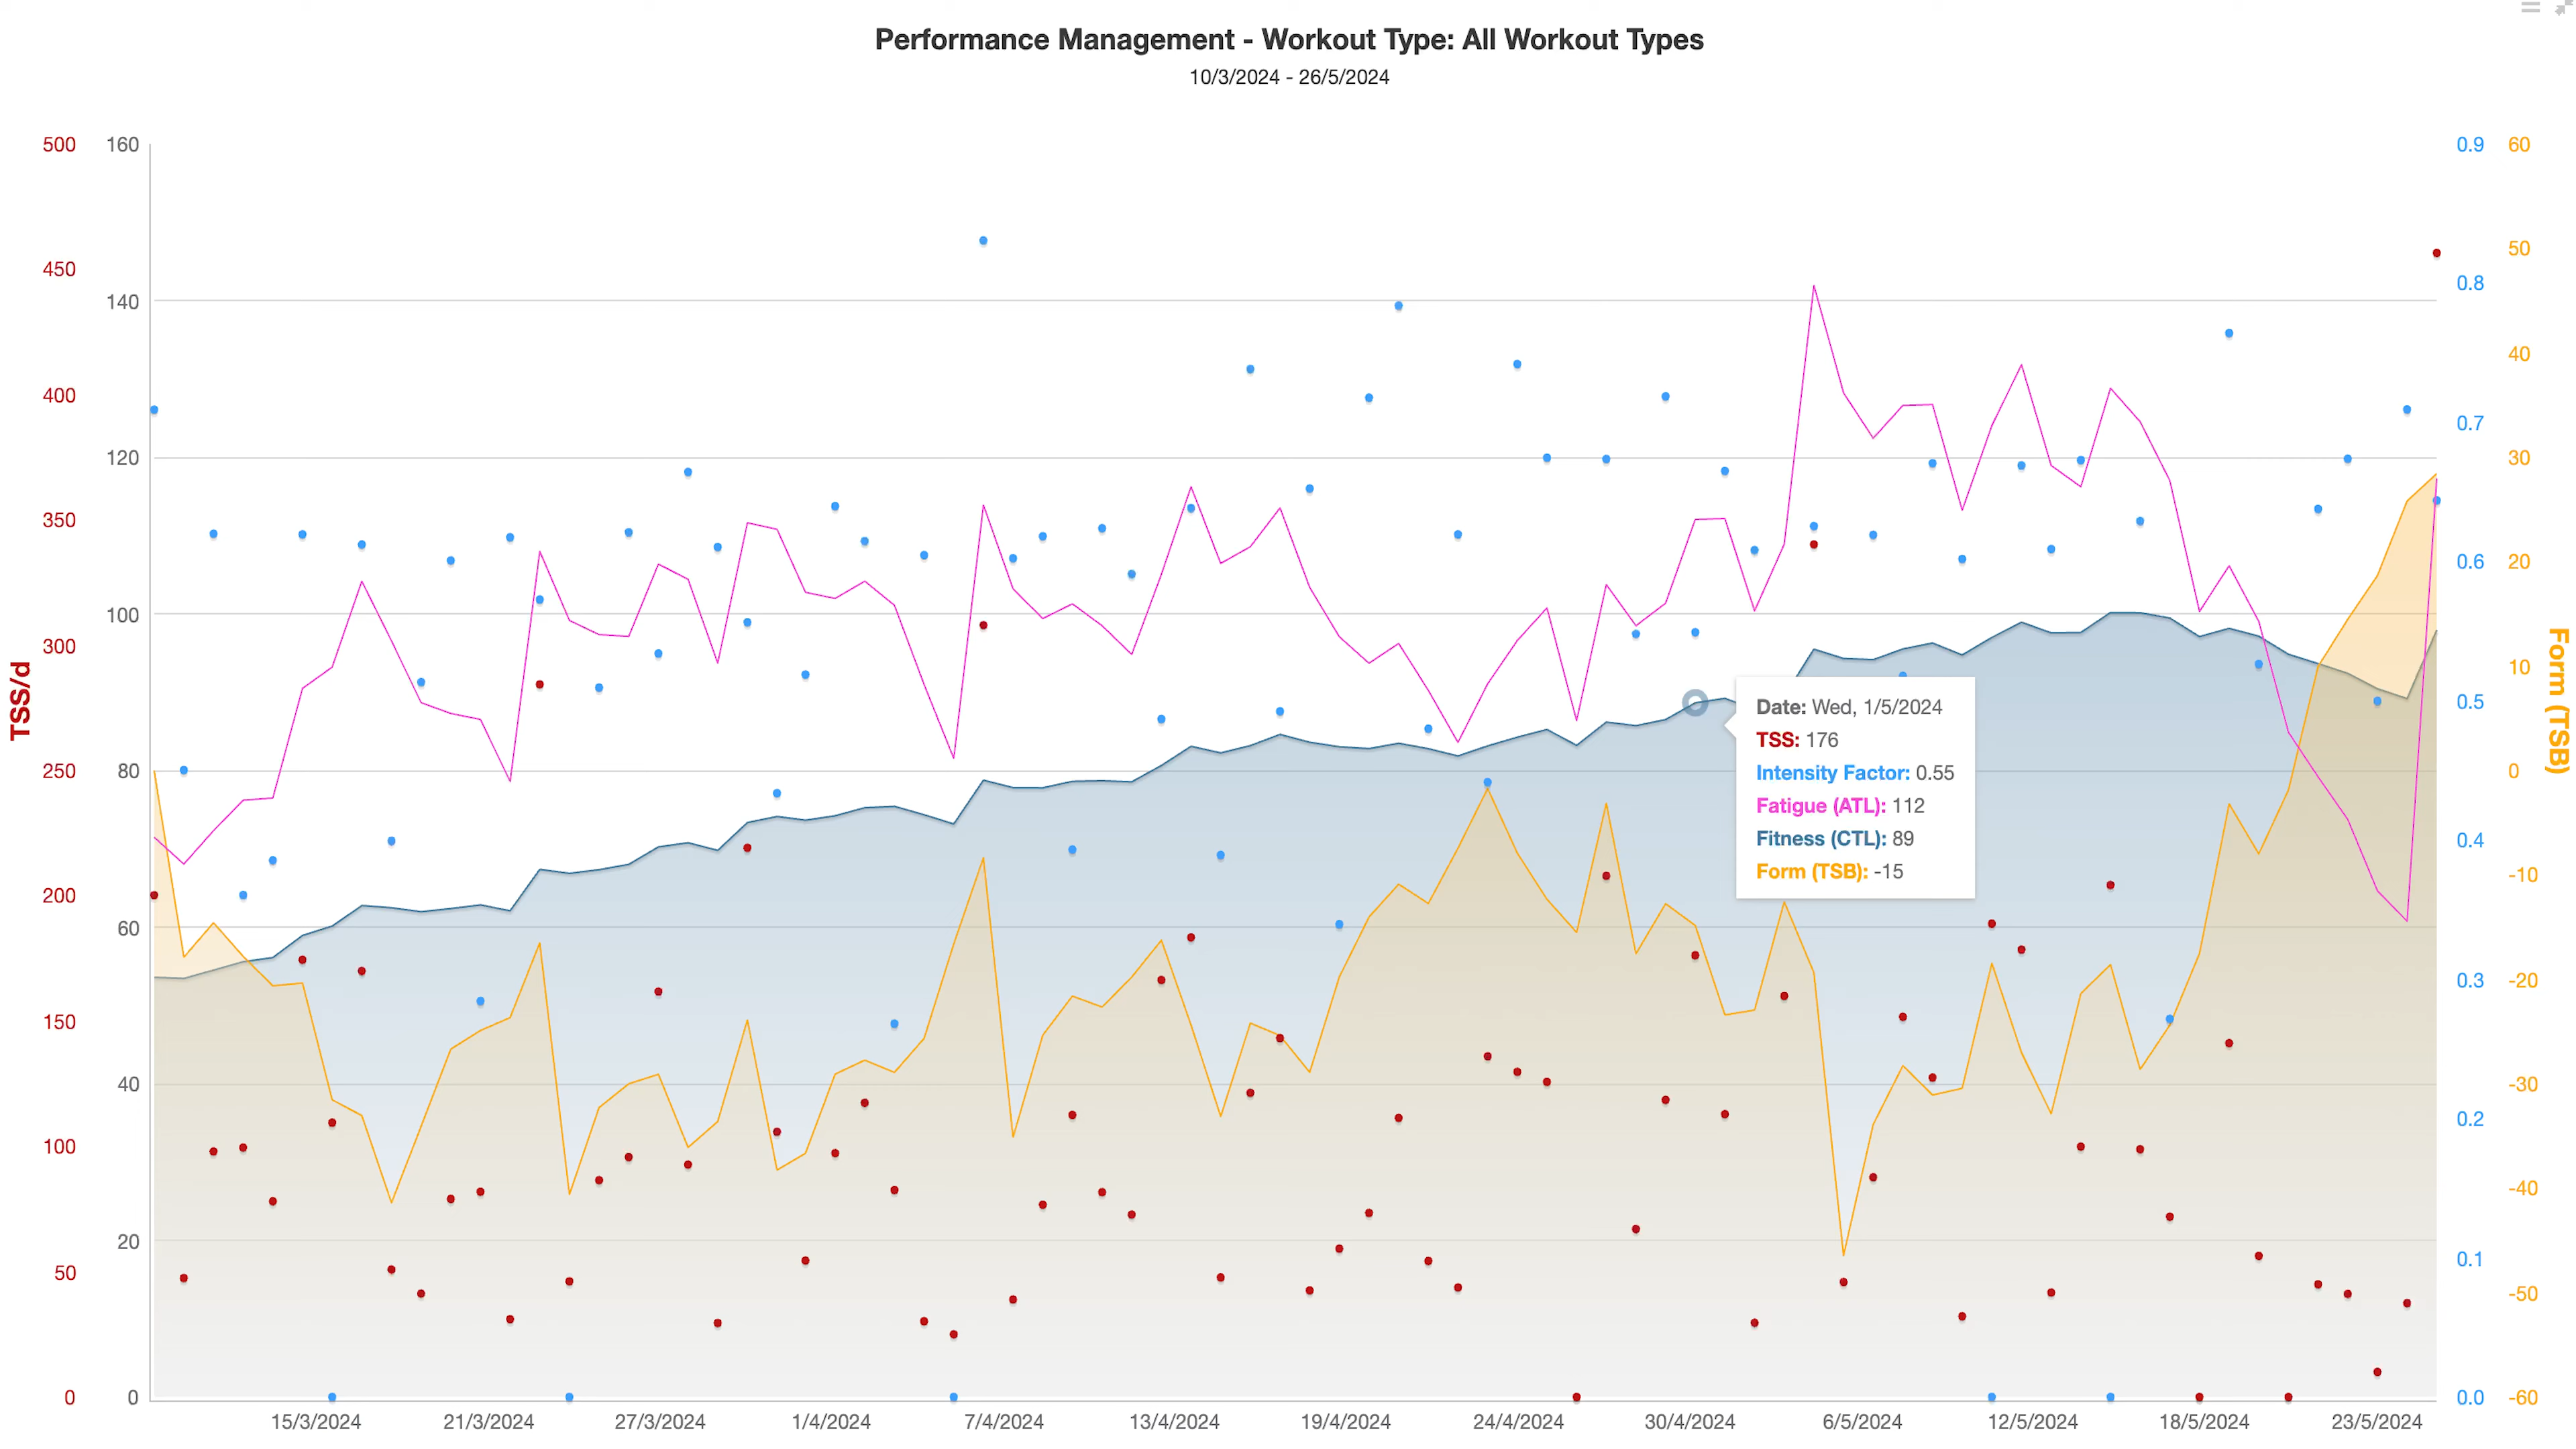 Performance Management - Workout Type: All Workout Types
10/3/2024 - 26/5/2024
500 160 0.9 60
450 50
140 0.8
400 40
120 0.7 30
350
100 0.6 20
300
TSS/d
10
0.5
Form (TSB)
250 80 0
0.4
200 -10
60
0.3 -20
150
40 -30
100 0.2
-40
20
50 0.1
-50
0 0 0.0 -60
Date: Wed, 1/5/2024
TSS: 176
Intensity Factor: 0.55
Fatigue (ATL): 112
Fitness (CTL): 89
Form (TSB): -15
15/3/2024 21/3/2024 27/3/2024 1/4/2024 7/4/2024 13/4/2024 19/4/2024 24/4/2024 30/4/2024 6/5/2024 12/5/2024 18/5/2024 23/5/2024